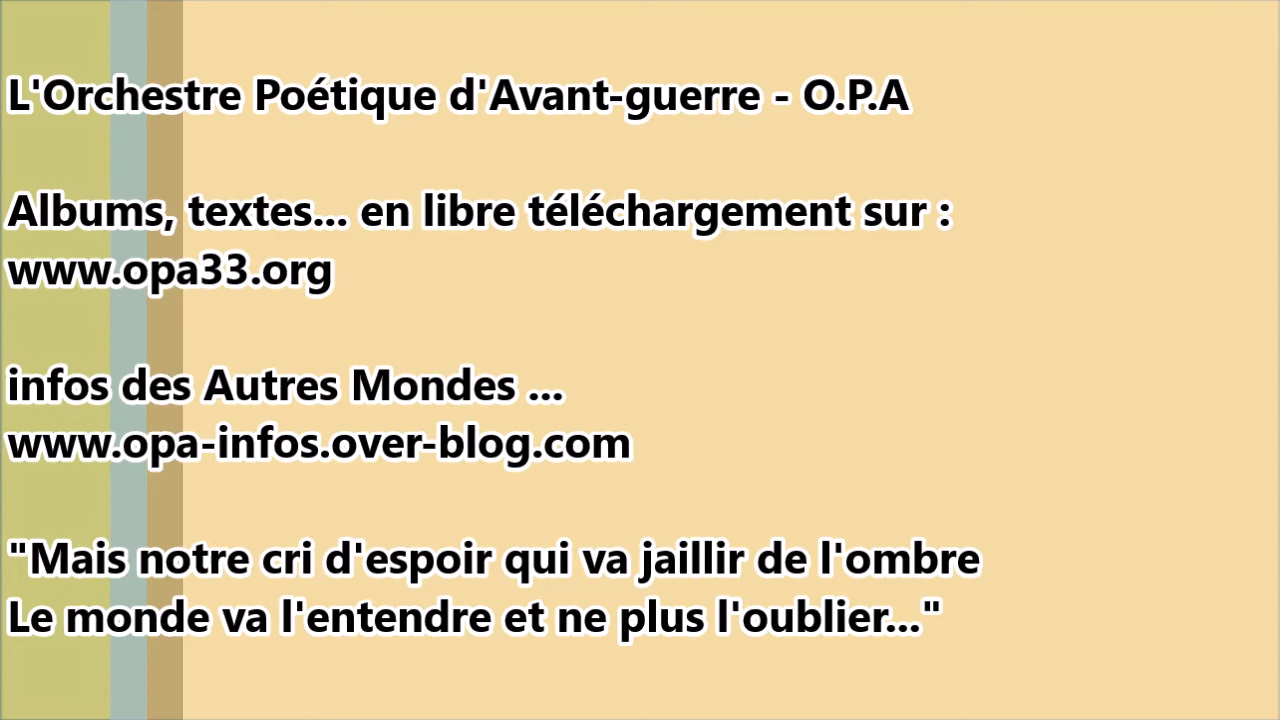 L'Orchestre Poétique d'Avant-guerre - O.P.A
Albums, textes... en libre téléchargement sur :
www.opa33.org
infos des Autres Mondes ...
www.opa-infos.over-blog.com
"Mais notre cri d'espoir qui va jaillir de l'ombre
Le monde va l'entendre et ne plus l'oublier..."